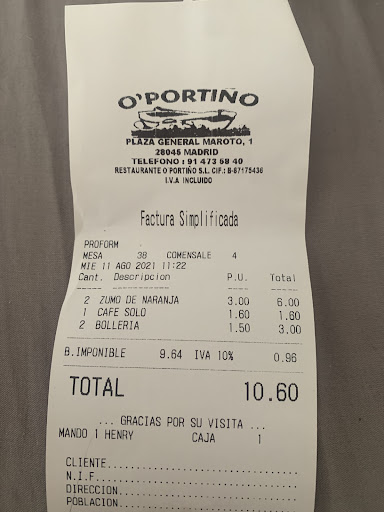 O'PORTIÑO
PLAZA GENERAL MAROTO, 1
28045 MADRID
TELEFONO : 91 473 58 40
RESTAURANTE O PORTIÑO S.L. CIF.: B-87175436
I.V.A INCLUIDO
Factura Simplificada
PROFORM
MESA 38 COMENSALE 4
MIE 11 AGO 2021 11:22
Cant. Descripcion P.U. Total
2 ZUMO DE NARANJA 3.00 6.00
1 CAFE SOLO 1.60 1.60
2 BOLLERIA 1.50 3.00
B.IMPONIBLE 9.64 IVA 10% 0.96
TOTAL 10.60
... GRACIAS POR SU VISITA ...
MANDO 1 HENRY CAJA 1
CLIENTE
N.I.F
DIRECCION
POBLACION